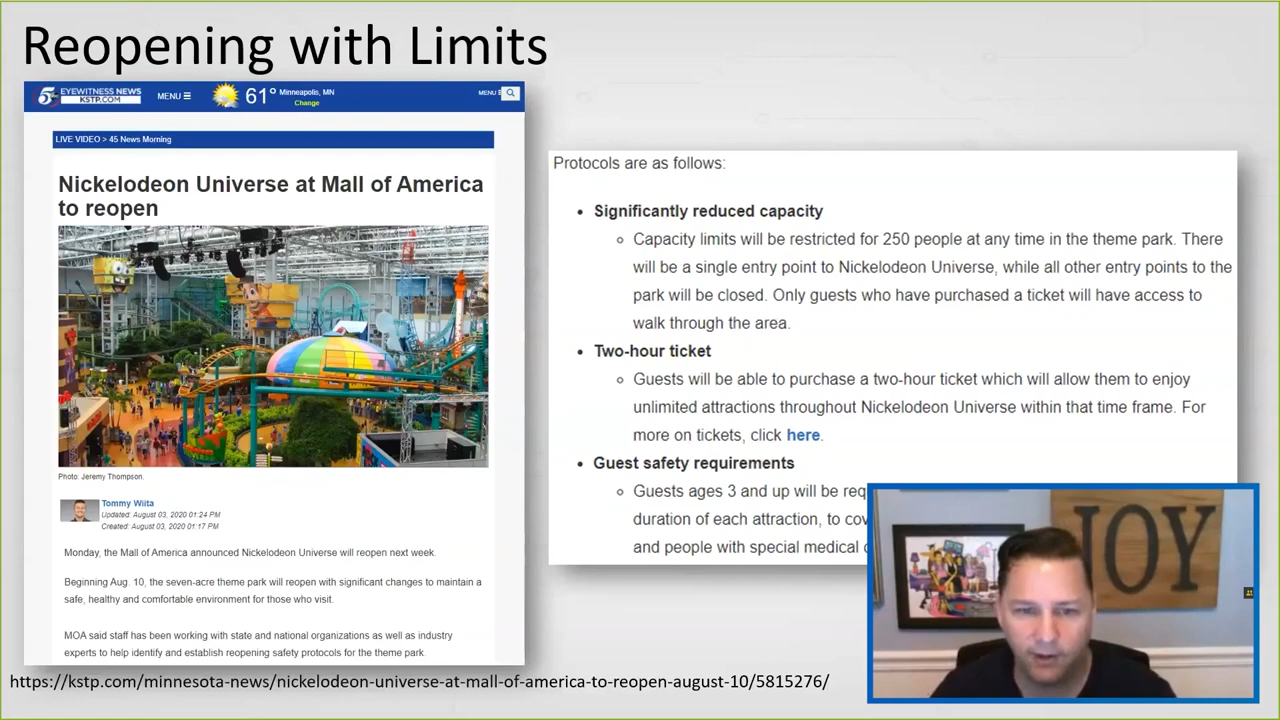 Reopening with Limits
5 EYEWITNESS NEWS
KSTP.COM
MENU
61°
Minneapolis, MN
Change
MENU
LIVE VIDEO > 45 News Morning
Nickelodeon Universe at Mall of America
to reopen
Photo: Jeremy Thompson.
Tommy Wiita
Updated: August 03, 2020 01:24 PM
Created: August 03, 2020 01:17 PM
Monday, the Mall of America announced Nickelodeon Universe will reopen next week.
Beginning Aug. 10, the seven-acre theme park will reopen with significant changes to maintain a
safe, healthy and comfortable environment for those who visit.
MOA said staff has been working with state and national organizations as well as industry
experts to help identify and establish reopening safety protocols for the theme park.
https://kstp.com/minnesota-news/nickelodeon-universe-at-mall-of-america-to-reopen-august-10/5815276/
Protocols are as follows:
• Significantly reduced capacity
○ Capacity limits will be restricted for 250 people at any time in the theme park. There
will be a single entry point to Nickelodeon Universe, while all other entry points to the
park will be closed. Only guests who have purchased a ticket will have access to
walk through the area.
• Two-hour ticket
○ Guests will be able to purchase a two-hour ticket which will allow them to enjoy
unlimited attractions throughout Nickelodeon Universe within that time frame. For
more on tickets, click here.
• Guest safety requirements
○ Guests ages 3 and up will be req
duration of each attraction, to cov
and people with special medical
JOY